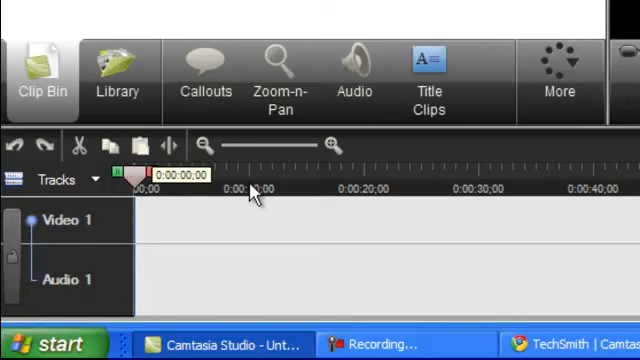 Clip Bin
Library
Callouts
Zoom-n-
Pan
Audio
Title
Clips
More
A
Tracks
0:00:00;00
00;00
0:00:20;00
0:00:30;00
0:00:40;00
Video 1
Audio 1
start
Camtasia Studio - Unt...
Recording...
TechSmith | Camtas